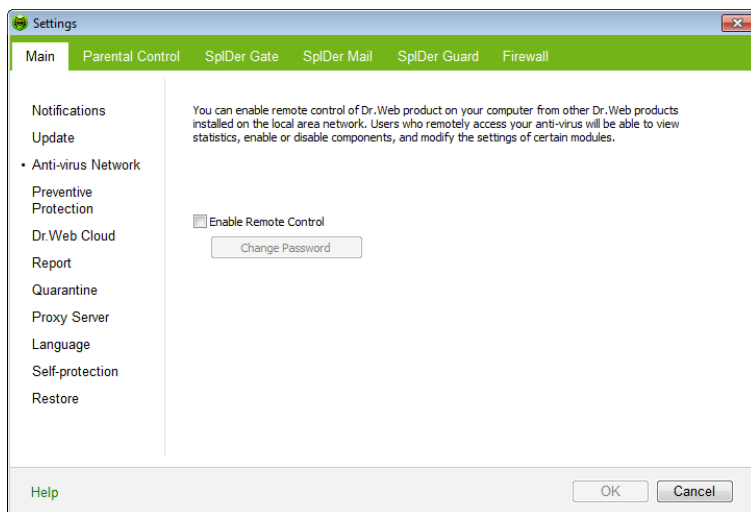 Settings
Main Parental Control SpIDer Gate SpIDer Mail SpIDer Guard Firewall
Notifications
Update
Anti-virus Network
Preventive
Protection
Dr.Web Cloud
Report
Quarantine
Proxy Server
Language
Self-protection
Restore
You can enable remote control of Dr.Web product on your computer from other Dr.Web products
installed on the local area network. Users who remotely access your anti-virus will be able to view
statistics, enable or disable components, and modify the settings of certain modules.
Enable Remote Control
Change Password
Help
OK Cancel